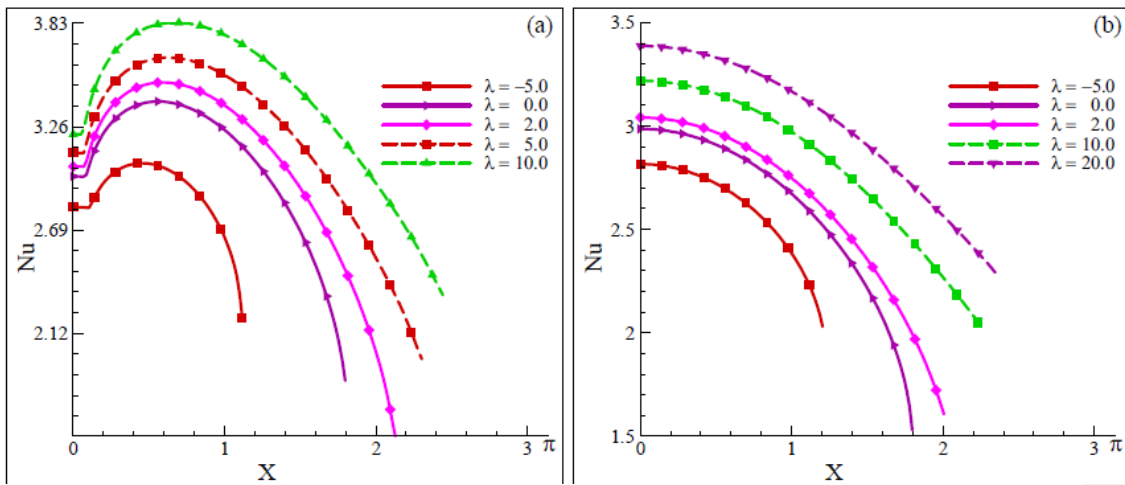 3.83
3.26
2.69
2.12
Nu
(a)
λ = −5.0
λ = 0.0
λ = 2.0
λ = 5.0
λ = 10.0
0 1 2 3 π
X
3.5
3
2.5
2
1.5
Nu
(b)
λ = −5.0
λ = 0.0
λ = 2.0
λ = 10.0
λ = 20.0
0 1 2 3 π
X